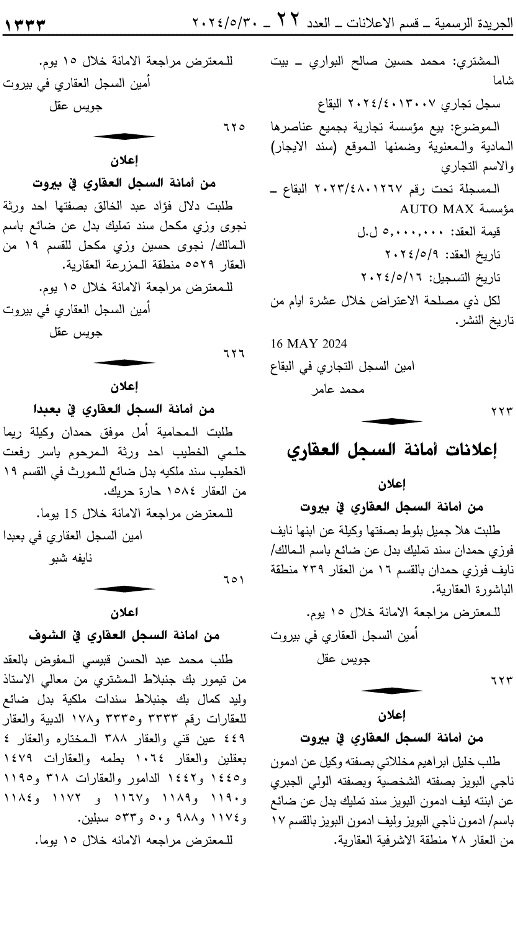 الجريدة الرسمية ــ قسم الاعلانات ــ العدد ٢٢ ــ ٢٠٢٤/٥/٣٠
١٣٣٣
المشتري: محمد حسين صالح البواري ــ بيت
شاما
سجل تجاري ٢٠٢٤/٤٠١٣٠٠٧ البقاع
الموضوع: بيع مؤسسة تجارية بجميع عناصرها
المادية والمعنوية وضمنها الموقع (سند الايجار)
والاسم التجاري
المسجلة تحت رقم ٢٠٢٣/٤٨٠١٢٦٧ البقاع ــ
مؤسسة AUTO MAX
قيمة العقد: ٥,٠٠٠,٠٠٠ ل.ل
تاريخ العقد: ٢٠٢٤/٥/٩
تاريخ التسجيل: ٢٠٢٤/٥/١٦
لكل ذي مصلحة الاعتراض خلال عشرة ايام من
تاريخ النشر.
16 MAY 2024
امين السجل التجاري في البقاع
محمد عامر
٢٢٣
إعلانات أمانة السجل العقاري
إعلان
من أمانة السجل العقاري في بيروت
طلبت هلا جميل بلوط بصفتها وكيلة عن ابنها نايف
فوزي حمدان سند تمليك بدل عن ضائع باسم المالك/
نايف فوزي حمدان بالقسم ١٦ من العقار ٢٣٩ منطقة
الباشورة العقارية.
للمعترض مراجعة الامانة خلال ١٥ يوم.
أمين السجل العقاري في بيروت
جويس عقل
٦٢٣
إعلان
من أمانة السجل العقاري في بيروت
طلب خليل أبراهيم مخللاتي بصفته وكيل عن ادمون
ناجي البويز بصفته الشخصية وبصفته الولي الجبري
عن ابنته ليف ادمون البويز سند تمليك بدل عن ضائع
باسم/ ادمون ناجي البويز وليف ادمون البويز بالقسم ١٧
من العقار ٢٨ منطقة الاشرفية العقارية.
للمعترض مراجعة الامانة خلال ١٥ يوم.
أمين السجل العقاري في بيروت
جويس عقل
٦٢٥
إعلان
من أمانة السجل العقاري في بيروت
طلبت دلال فؤاد عبد الخالق بصفتها احد ورثة
نجوى وزي مكحل سند تمليك بدل عن ضائع باسم
المالك/ نجوى حسين وزي مكحل للقسم ١٩ من
العقار ٥٥٢٩ منطقة المزرعة العقارية.
للمعترض مراجعة الامانة خلال ١٥ يوم.
أمين السجل العقاري في بيروت
جويس عقل
٦٢٦
إعلان
من أمانة السجل العقاري في بعبدا
طلبت المحامية أمل موفق حمدان وكيلة ريما
حلمي الخطيب احد ورثة المرحوم ياسر رفعت
الخطيب سند ملكيه بدل ضائع للمورث في القسم ١٩
من العقار ١٥٨٤ حارة حريك.
للمعترض مراجعة الامانة خلال 15 يوما.
امين السجل العقاري في بعبدا
نايفه شبو
٦٥١
اعلان
من امانة السجل العقاري في الشوف
طلب محمد عبد الحسن قبيسي المفوض بالعقد
من تيمور بك جنبلاط المشتري من معالي الاستاذ
وليد كمال بك جنبلاط سندات ملكية بدل ضائع
للعقارات رقم ٣٣٣٣ و٣٣٣٥ و١٧٨ الدبية والعقار
٤٤٩ عين قني والعقار ٣٨٨ المختاره والعقار ٤
بعقلين والعقار ١٠٦٤ بطمه والعقارات ١٤٧٩
و١٤٤٥ و١٤٤٢ الدامور والعقارات ٣١٨ و١١٩٥
و١١٩٠ و١١٨٩ و١١٦٧ و ١١٧٢ و١١٨٤
و١١٧٤ و٩٨٨ و٥٠ و٥٣٣ سبلين.
للمعترض مراجعه الامانه خلال ١٥ يوما.